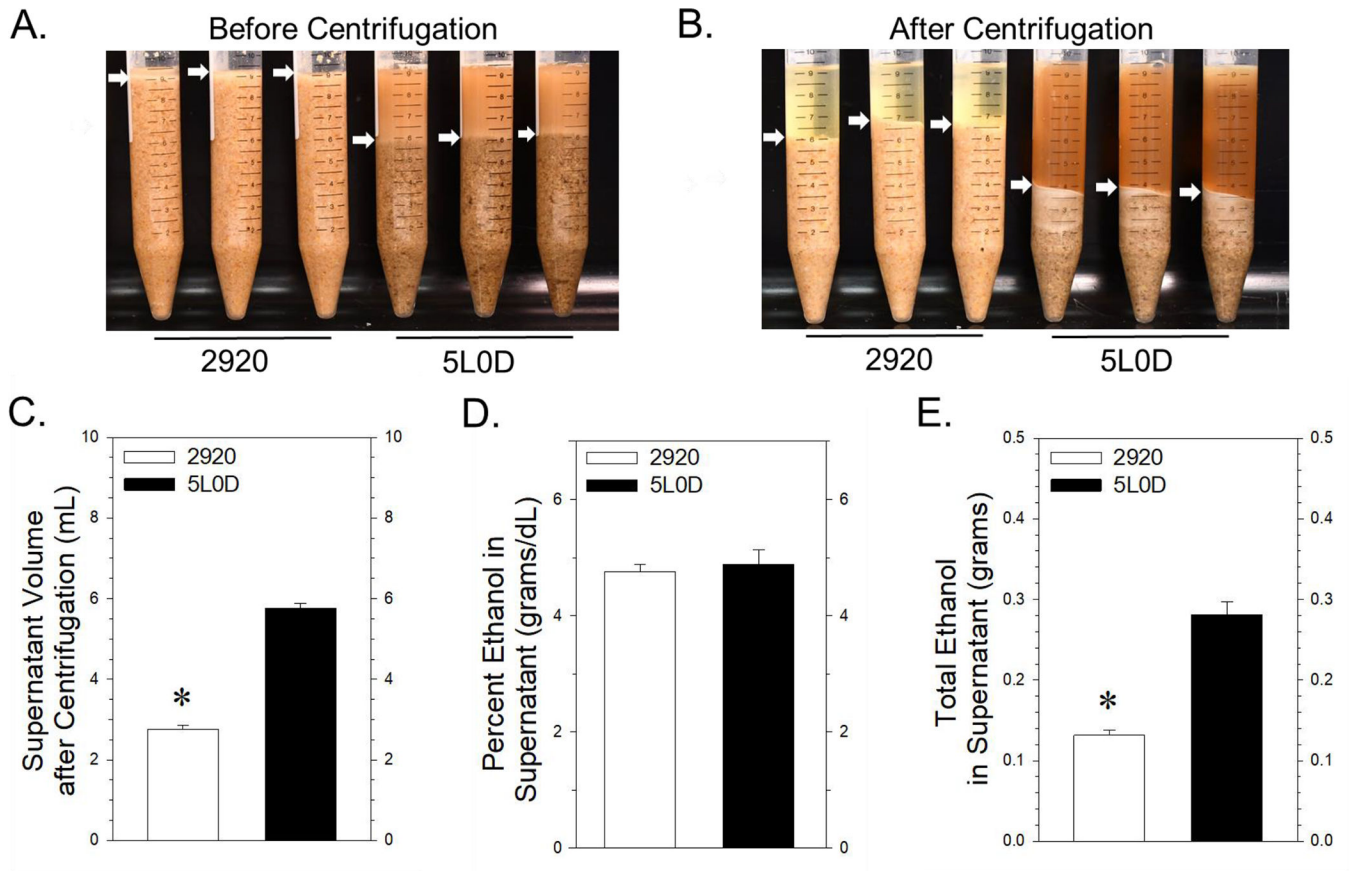 A.
Before Centrifugation
2920
5L0D
B.
After Centrifugation
2920
5L0D
C.
Supernatant Volume
after Centrifugation (mL)
10
8
6
4
2
0
2920
5L0D
*
10
8
6
4
2
0
D.
Percent Ethanol in
Supernatant (grams/dL)
6
4
2
0
2920
5L0D
6
4
2
0
E.
Total Ethanol
in Supernatant (grams)
0.5
0.4
0.3
0.2
0.1
0.0
2920
5L0D
*
0.5
0.4
0.3
0.2
0.1
0.0